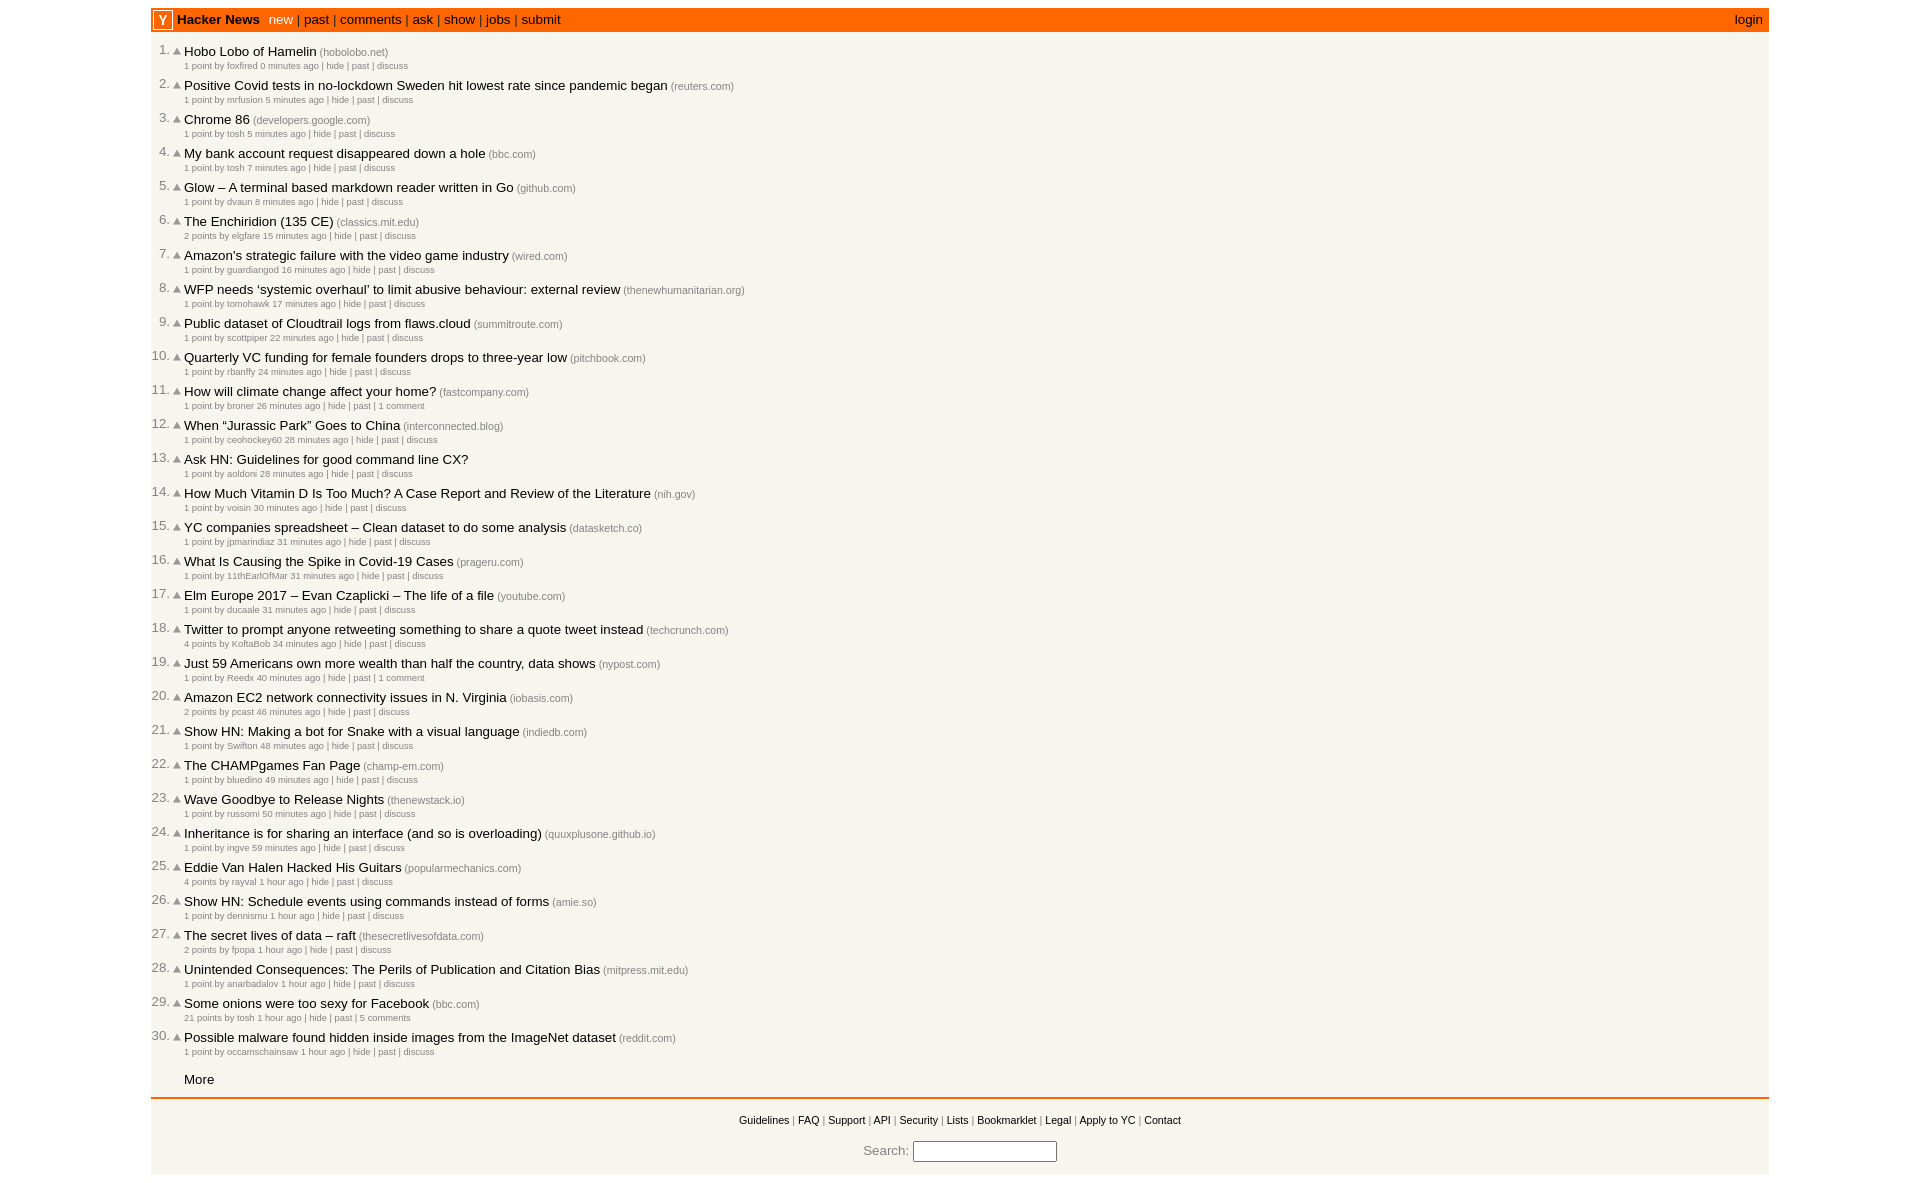 Y Hacker News new | past | comments | ask | show | jobs | submit login
1. Hobo Lobo of Hamelin (hobolobo.net)
1 point by foxfired 0 minutes ago | hide | past | discuss
2. Positive Covid tests in no-lockdown Sweden hit lowest rate since pandemic began (reuters.com)
1 point by mrfusion 5 minutes ago | hide | past | discuss
3. Chrome 86 (developers.google.com)
1 point by tosh 5 minutes ago | hide | past | discuss
4. My bank account request disappeared down a hole (bbc.com)
1 point by tosh 7 minutes ago | hide | past | discuss
5. Glow – A terminal based markdown reader written in Go (github.com)
1 point by dvaun 8 minutes ago | hide | past | discuss
6. The Enchiridion (135 CE) (classics.mit.edu)
2 points by elgfare 15 minutes ago | hide | past | discuss
7. Amazon's strategic failure with the video game industry (wired.com)
1 point by guardiangod 16 minutes ago | hide | past | discuss
8. WFP needs ‘systemic overhaul’ to limit abusive behaviour: external review (thenewhumanitarian.org)
1 point by tomohawk 17 minutes ago | hide | past | discuss
9. Public dataset of Cloudtrail logs from flaws.cloud (summitroute.com)
1 point by scottpiper 22 minutes ago | hide | past | discuss
10. Quarterly VC funding for female founders drops to three-year low (pitchbook.com)
1 point by rbanffy 24 minutes ago | hide | past | discuss
11. How will climate change affect your home? (fastcompany.com)
1 point by broner 26 minutes ago | hide | past | 1 comment
12. When “Jurassic Park” Goes to China (interconnected.blog)
1 point by ceohockey60 28 minutes ago | hide | past | discuss
13. Ask HN: Guidelines for good command line CX?
1 point by aoldoni 28 minutes ago | hide | past | discuss
14. How Much Vitamin D Is Too Much? A Case Report and Review of the Literature (nih.gov)
1 point by voisin 30 minutes ago | hide | past | discuss
15. YC companies spreadsheet – Clean dataset to do some analysis (datasketch.co)
1 point by jpmarindiaz 31 minutes ago | hide | past | discuss
16. What Is Causing the Spike in Covid-19 Cases (prageru.com)
1 point by 11thEarlOfMar 31 minutes ago | hide | past | discuss
17. Elm Europe 2017 – Evan Czaplicki – The life of a file (youtube.com)
1 point by ducaale 31 minutes ago | hide | past | discuss
18. Twitter to prompt anyone retweeting something to share a quote tweet instead (techcrunch.com)
4 points by KoftaBob 34 minutes ago | hide | past | discuss
19. Just 59 Americans own more wealth than half the country, data shows (nypost.com)
1 point by Reedx 40 minutes ago | hide | past | 1 comment
20. Amazon EC2 network connectivity issues in N. Virginia (iobasis.com)
2 points by pcast 46 minutes ago | hide | past | discuss
21. Show HN: Making a bot for Snake with a visual language (indiedb.com)
1 point by Swifton 48 minutes ago | hide | past | discuss
22. The CHAMPgames Fan Page (champ-em.com)
1 point by bluedino 49 minutes ago | hide | past | discuss
23. Wave Goodbye to Release Nights (thenewstack.io)
1 point by russomi 50 minutes ago | hide | past | discuss
24. Inheritance is for sharing an interface (and so is overloading) (quuxplusone.github.io)
1 point by ingve 59 minutes ago | hide | past | discuss
25. Eddie Van Halen Hacked His Guitars (popularmechanics.com)
4 points by rayval 1 hour ago | hide | past | discuss
26. Show HN: Schedule events using commands instead of forms (amie.so)
1 point by dennismu 1 hour ago | hide | past | discuss
27. The secret lives of data – raft (thesecretlivesofdata.com)
2 points by fpopa 1 hour ago | hide | past | discuss
28. Unintended Consequences: The Perils of Publication and Citation Bias (mitpress.mit.edu)
1 point by anarbadalov 1 hour ago | hide | past | discuss
29. Some onions were too sexy for Facebook (bbc.com)
21 points by tosh 1 hour ago | hide | past | 5 comments
30. Possible malware found hidden inside images from the ImageNet dataset (reddit.com)
1 point by occamschainsaw 1 hour ago | hide | past | discuss
More
Guidelines | FAQ | Support | API | Security | Lists | Bookmarklet | Legal | Apply to YC | Contact
Search: